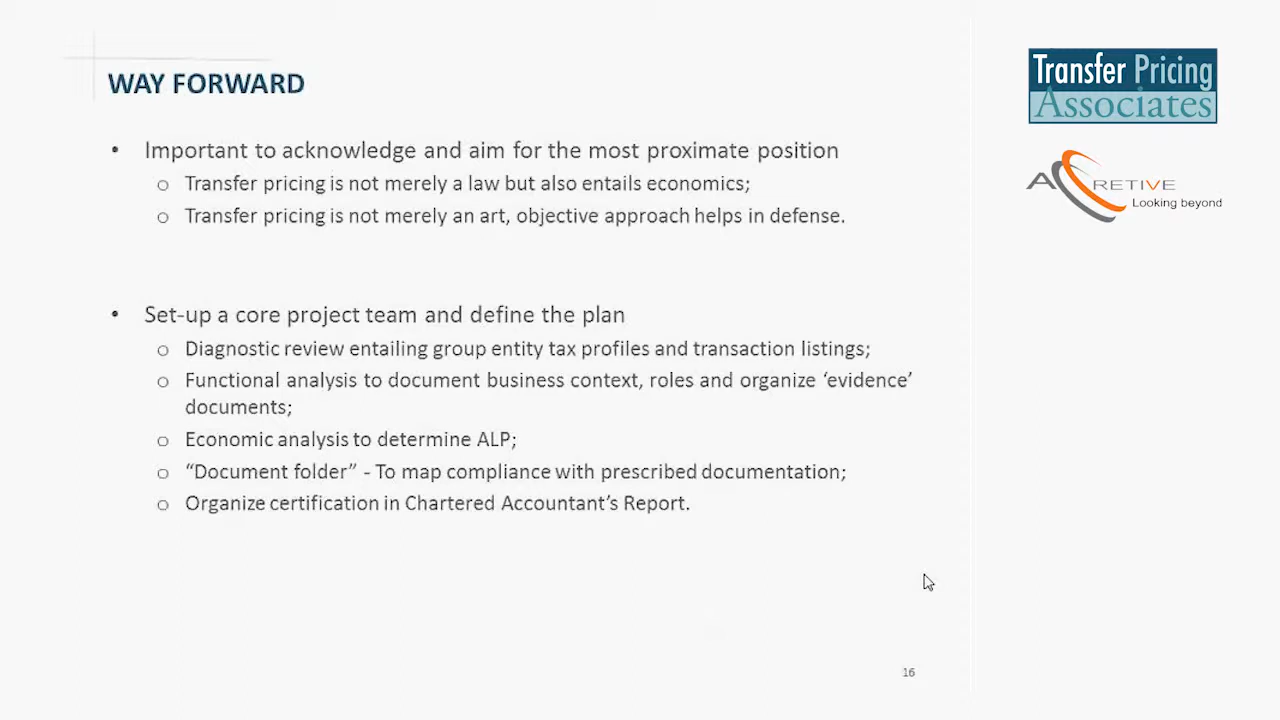 WAY FORWARD
• Important to acknowledge and aim for the most proximate position
o Transfer pricing is not merely a law but also entails economics;
o Transfer pricing is not merely an art, objective approach helps in defense.
• Set-up a core project team and define the plan
o Diagnostic review entailing group entity tax profiles and transaction listings;
o Functional analysis to document business context, roles and organize ‘evidence’
documents;
o Economic analysis to determine ALP;
o “Document folder” - To map compliance with prescribed documentation;
o Organize certification in Chartered Accountant’s Report.
16
Transfer Pricing
Associates
ACCRETIVE
Looking beyond